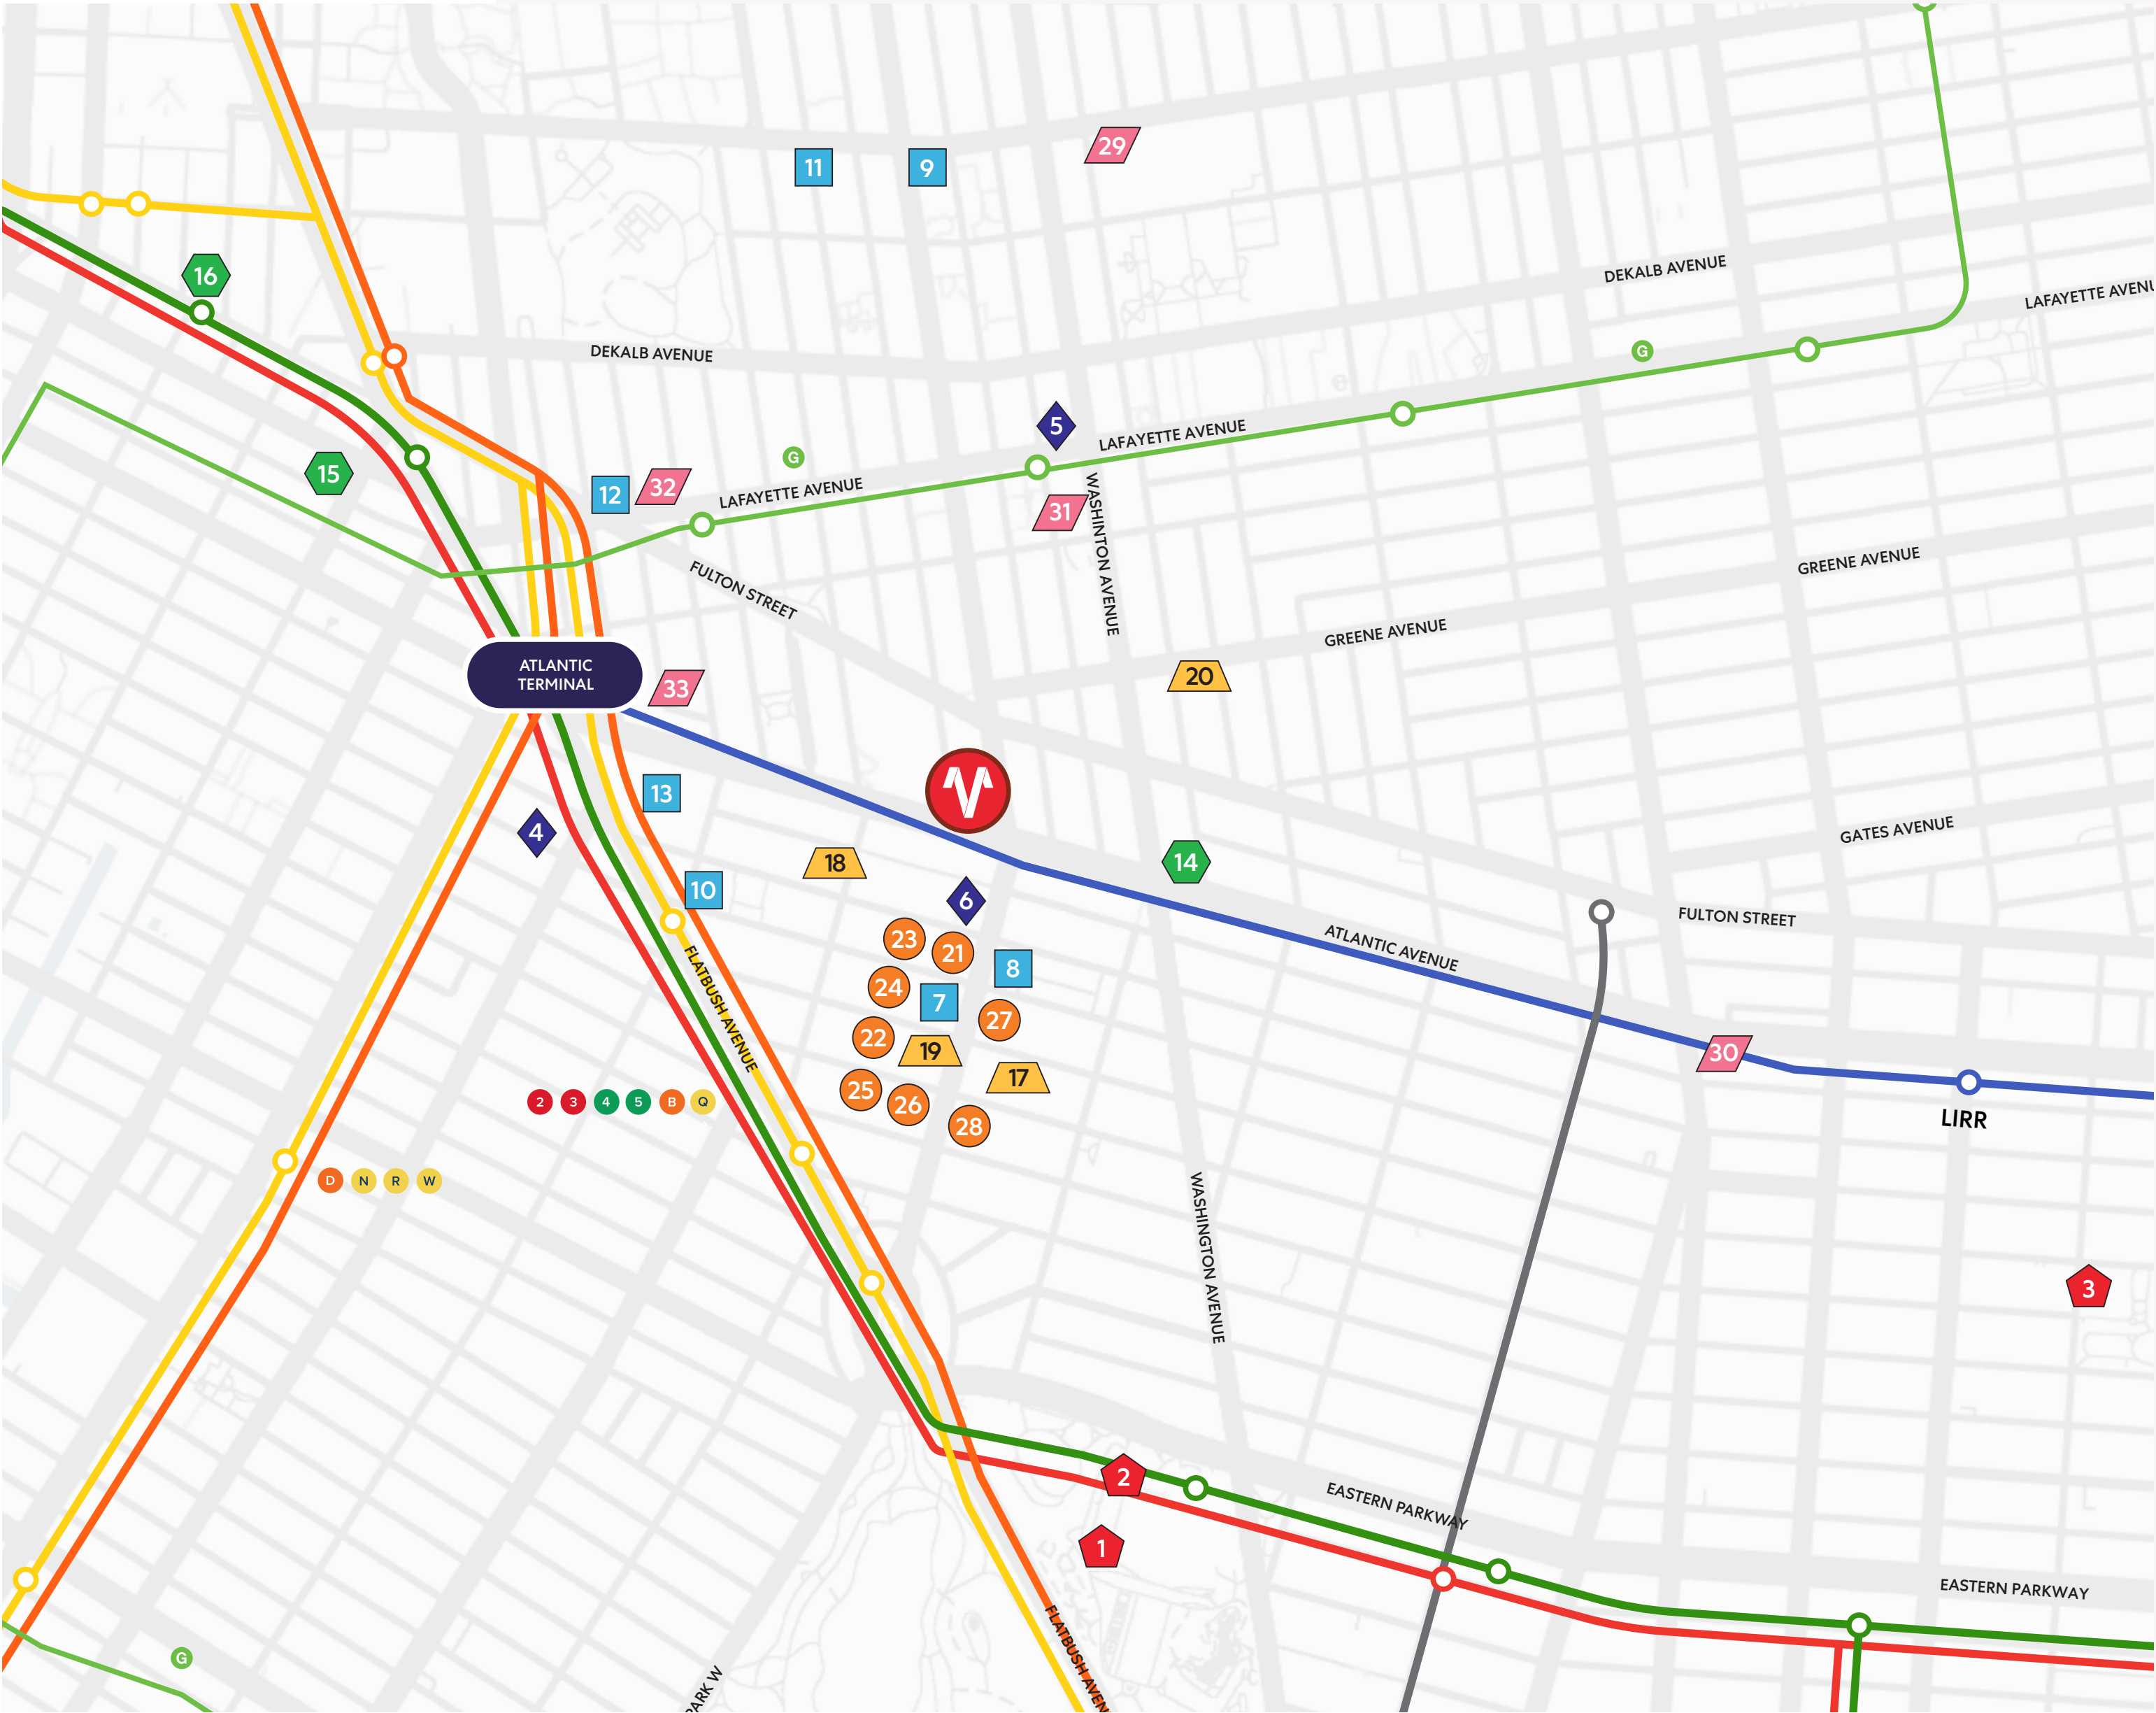 29
11
9
16
DEKALB AVENUE
LAFAYETTE AVENU
DEKALB AVENUE
G
5
LAFAYETTE AVENUE
G
15
12
32
LAFAYETTE AVENUE
31
WASHINTON AVENUE
FULTON STREET
GREENE AVENUE
GREENE AVENUE
ATLANTIC
TERMINAL
33
20
13
4
18
14
GATES AVENUE
10
6
FULTON STREET
23
21
8
ATLANTIC AVENUE
24
7
27
FLATBUSH AVENUE
22
19
30
17
25
26
28
2 3 4 5 B Q
LIRR
D N R W
WASHINGTON AVENUE
3
2
EASTERN PARKWAY
1
EASTERN PARKWAY
FLATBUSH AVEN
G
PARK W